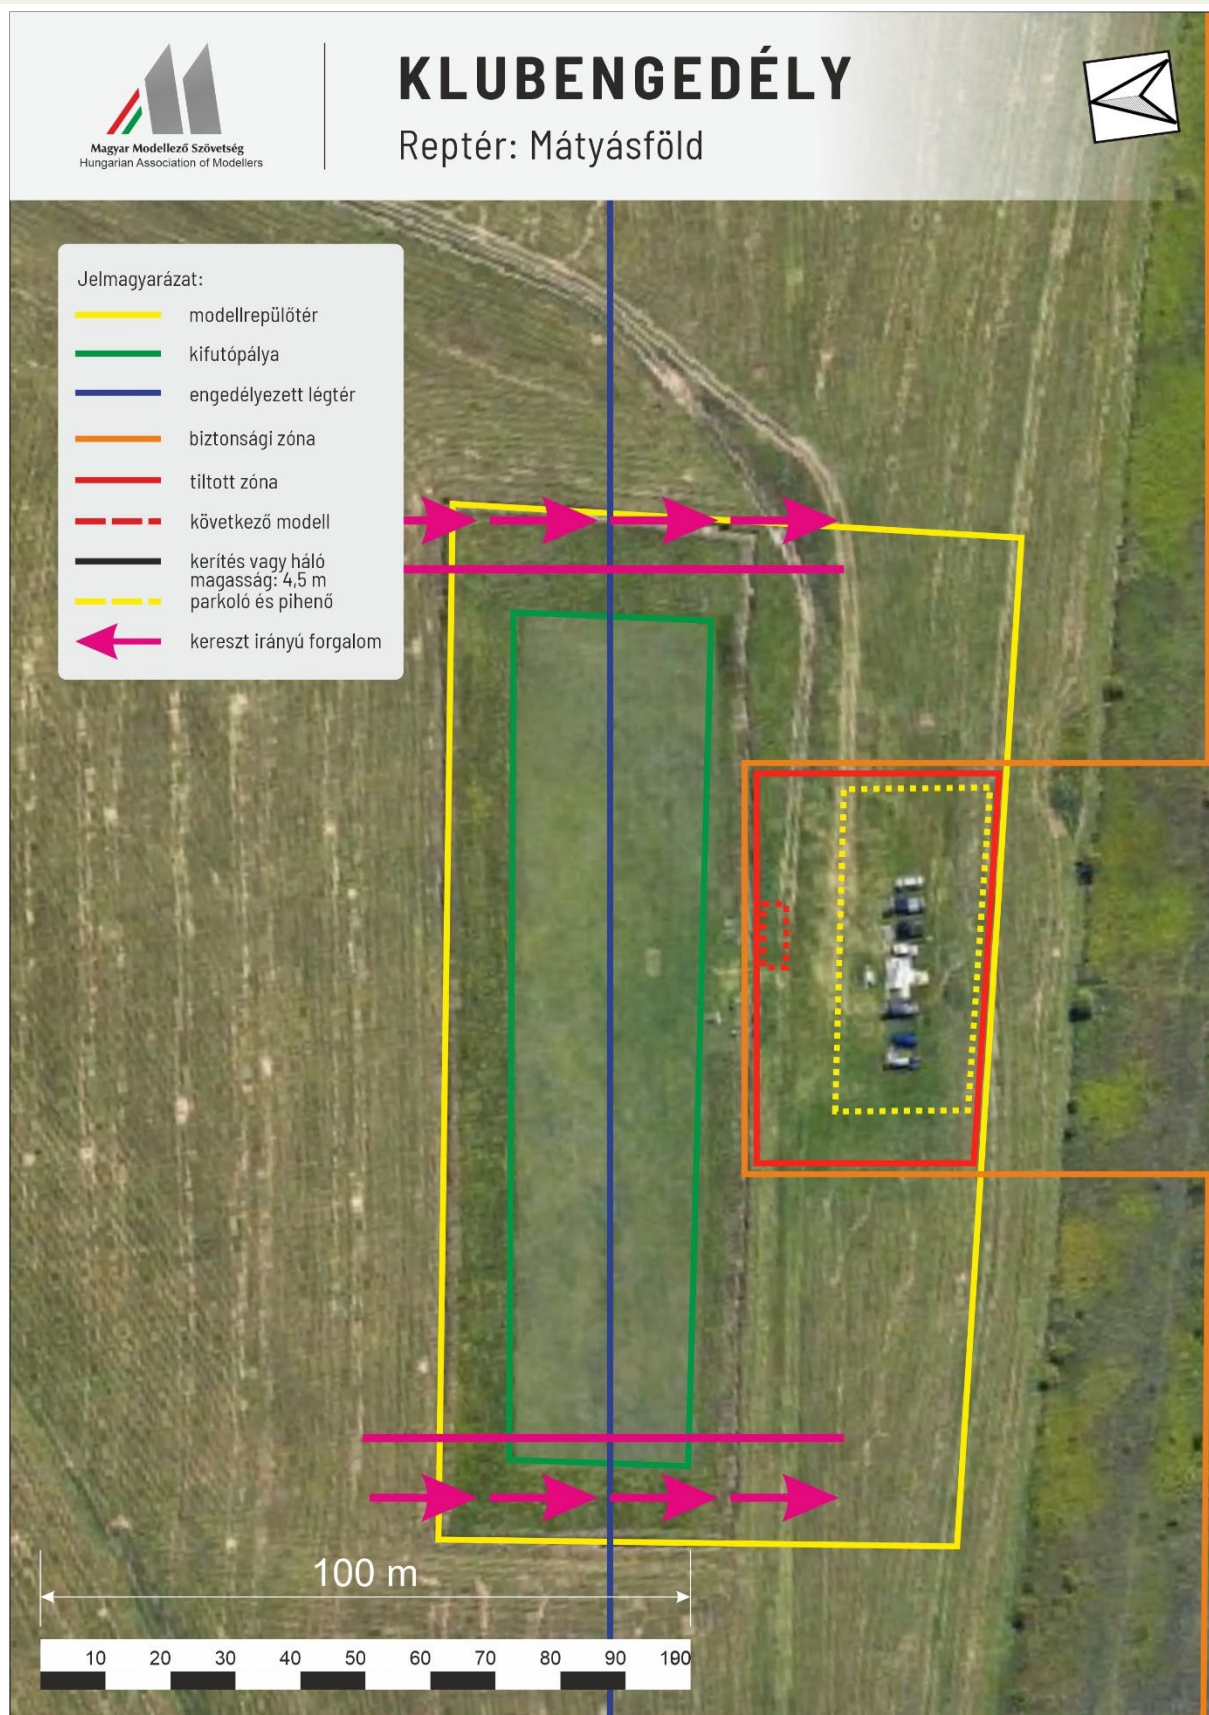 Magyar Modellező Szövetség
Hungarian Association of Modellers
KLUBENGEDÉLY
Reptér: Mátyásföld
Jelmagyarázat:
modellrepülőtér
kifutópálya
engedélyezett légtér
biztonsági zóna
tiltott zóna
következő modell
kerítés vagy háló
magasság: 4,5 m
parkoló és pihenő
kereszt irányú forgalom
100 m
10 20 30 40 50 60 70 80 90 100